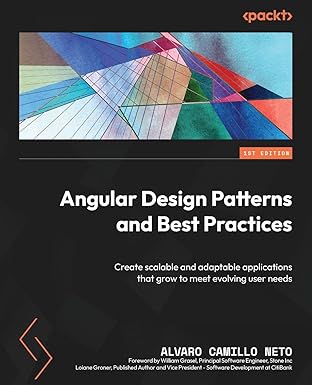 <packt>
1ST EDITION
Angular Design Patterns
and Best Practices
Create scalable and adaptable applications
that grow to meet evolving user needs
ALVARO CAMILLO NETO
Foreword by William Grasel, Principal Software Engineer, Stone Inc
Loiane Groner, Published Author and Vice President - Software Development at CitiBank